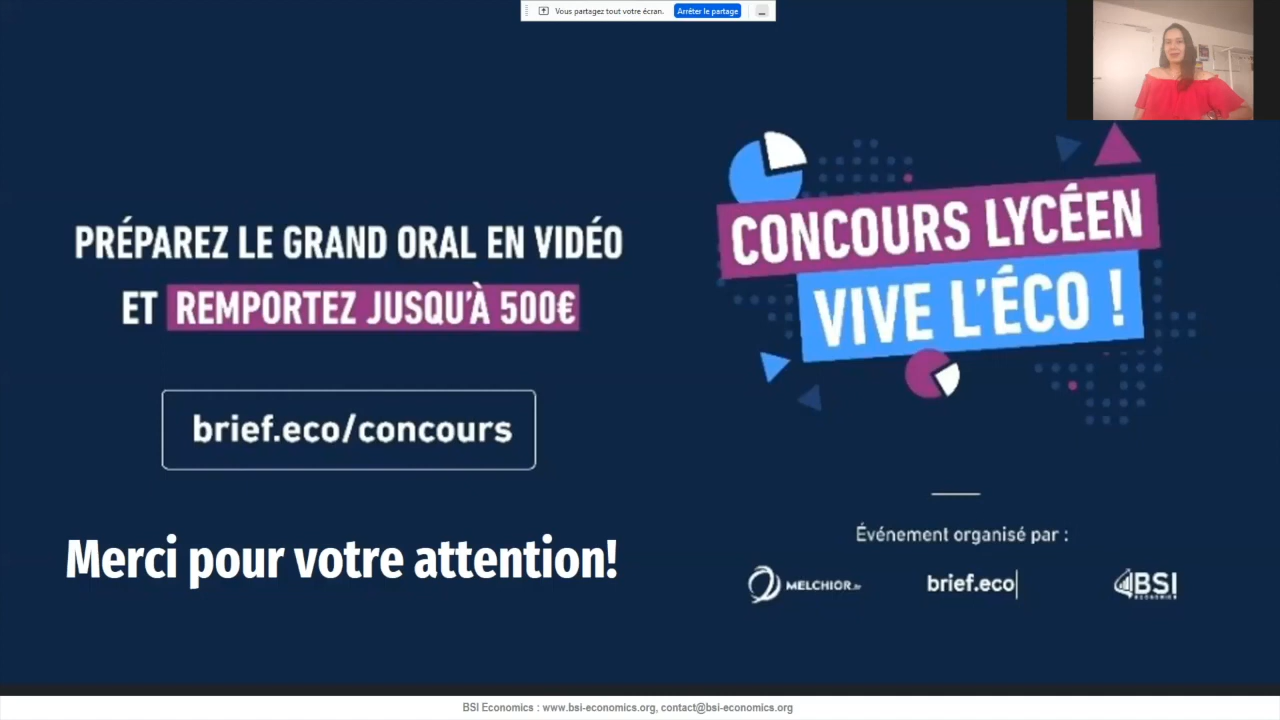 Vous partagez tout votre écran. Arrêter le partage
PRÉPAREZ LE GRAND ORAL EN VIDÉO
ET REMPORTEZ JUSQU'À 500€
brief.eco/concours
Merci pour votre attention!
CONCOURS LYCÉEN
VIVE L'ÉCO !
Événement organisé par :
MELCHIOR.fr
brief.eco
BSI
ECONOMICS
BSI Economics : www.bsi-economics.org, contact@bsi-economics.org